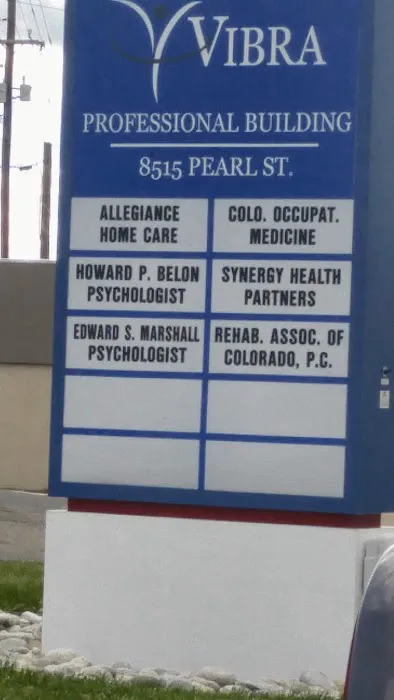 VIBRA
PROFESSIONAL BUILDING
8515 PEARL ST.
ALLEGIANCE
HOME CARE
COLO. OCCUPAT.
MEDICINE
HOWARD P. BELON
PSYCHOLOGIST
SYNERGY HEALTH
PARTNERS
EDWARD S. MARSHALL
PSYCHOLOGIST
REHAB. ASSOC. OF
COLORADO, P.C.